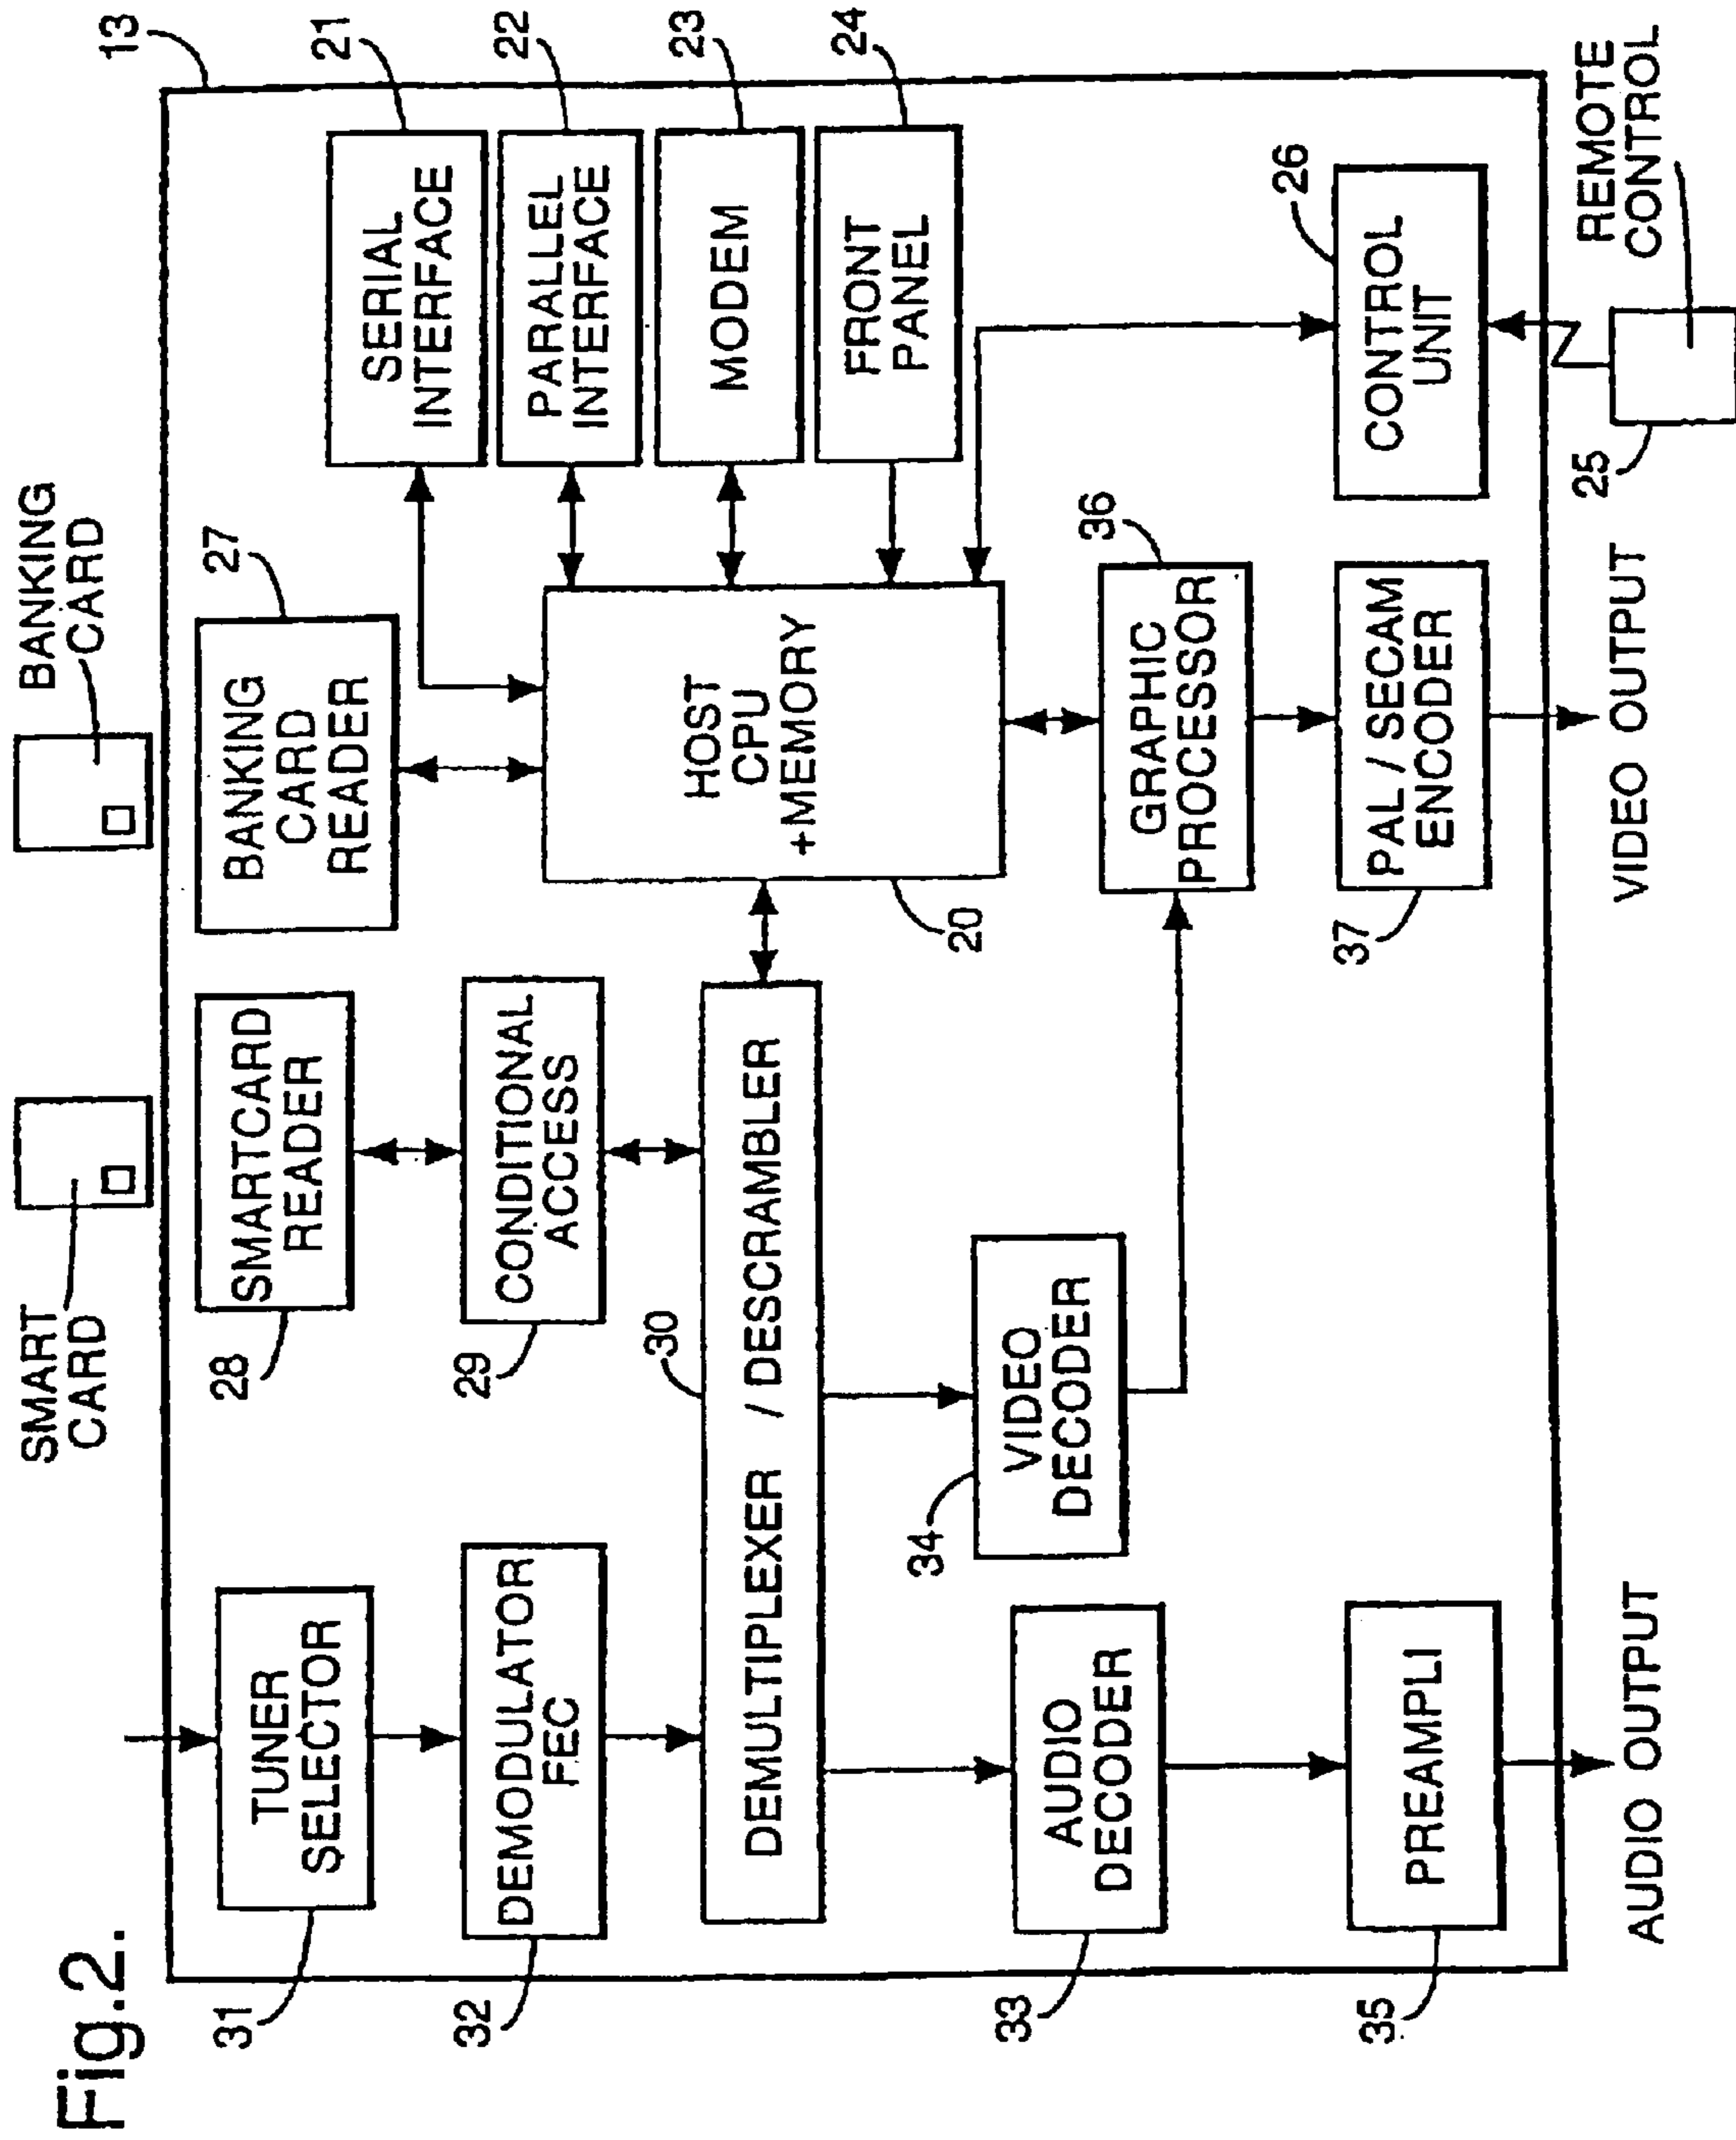 Fig.2.
SMART
CARD
BANKING
CARD
13
31
TUNER
SELECTOR
28
SMARTCARD
READER
27
BANKING
CARD
READER
21
SERIAL
INTERFACE
32
DEMODULATOR
FEC
29
CONDITIONAL
ACCESS
22
PARALLEL
INTERFACE
30
DEMULTIPLEXER / DESCRAMBLER
HOST
CPU
+MEMORY
20
23
MODEM
24
FRONT
PANEL
33
AUDIO
DECODER
34
VIDEO
DECODER
36
GRAPHIC
PROCESSOR
26
CONTROL
UNIT
35
PREAMPLI
37
PAL / SECAM
ENCODER
25
REMOTE
CONTROL
AUDIO OUTPUT
VIDEO OUTPUT